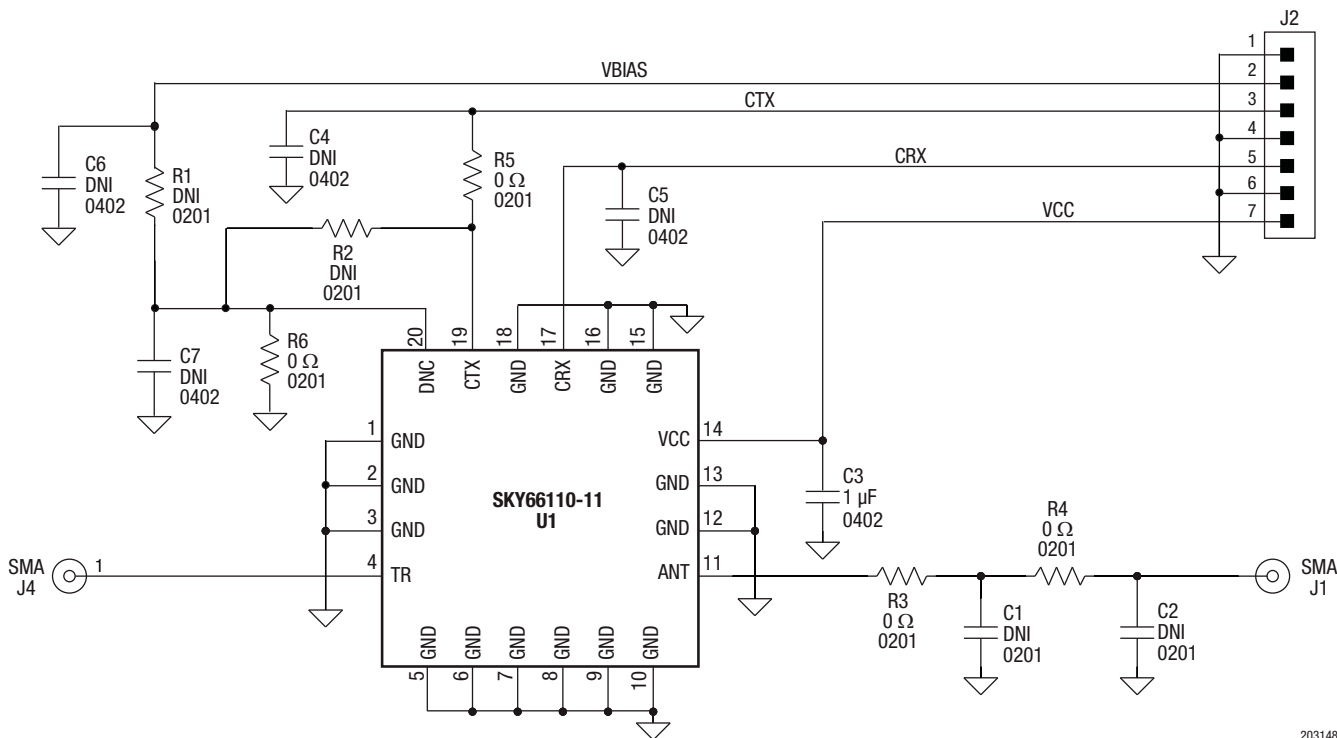 J2
1
VBIAS
2
CTX
3
4
CRX
5
6
VCC
7
C6
DNI
0402
R1
DNI
0201
C4
DNI
0402
R5
0 Ω
0201
C5
DNI
0402
R2
DNI
0201
C7
DNI
0402
R6
0 Ω
0201
20
19
18
17
16
15
DNC
CTX
GND
CRX
GND
GND
1
GND
2
GND
3
GND
4
TR
SKY66110-11
U1
VCC
14
GND
13
GND
12
ANT
11
C3
1 µF
0402
R3
0 Ω
0201
R4
0 Ω
0201
C1
DNI
0201
C2
DNI
0201
SMA
J4
1
SMA
J1
GND
GND
GND
GND
GND
GND
5
6
7
8
9
10
203148